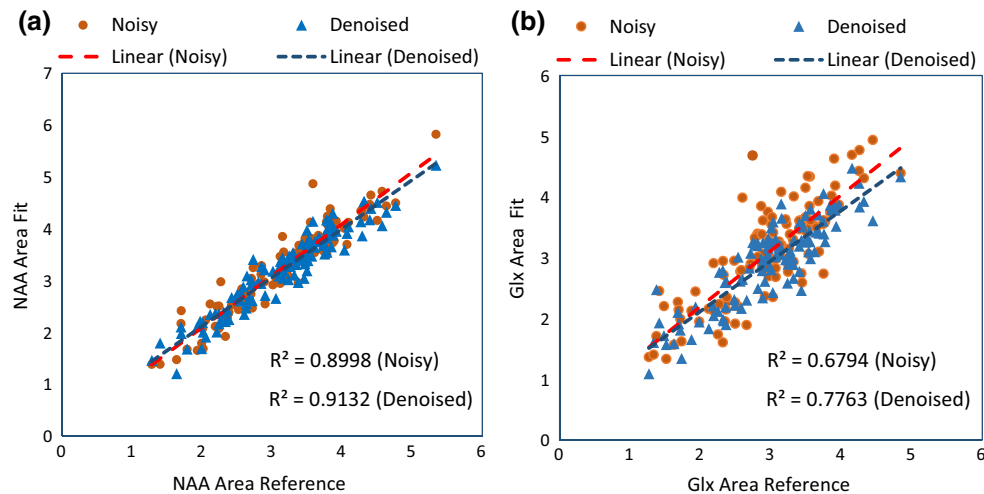 (a)
Noisy
Denoised
Linear (Noisy)
Linear (Denoised)
7
6
5
4
3
2
1
0
NAA Area Fit
R² = 0.8998 (Noisy)
R² = 0.9132 (Denoised)
0 1 2 3 4 5 6
NAA Area Reference
(b)
Noisy
Denoised
Linear (Noisy)
Linear (Denoised)
6
5
4
3
2
1
0
Glx Area Fit
R² = 0.6794 (Noisy)
R² = 0.7763 (Denoised)
0 1 2 3 4 5 6
Glx Area Reference